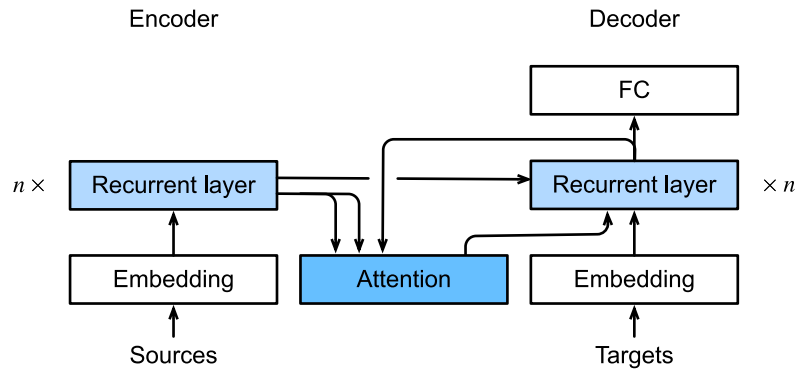 Encoder
Decoder
FC
n ×
Recurrent layer
Recurrent layer
× n
Embedding
Attention
Embedding
Sources
Targets